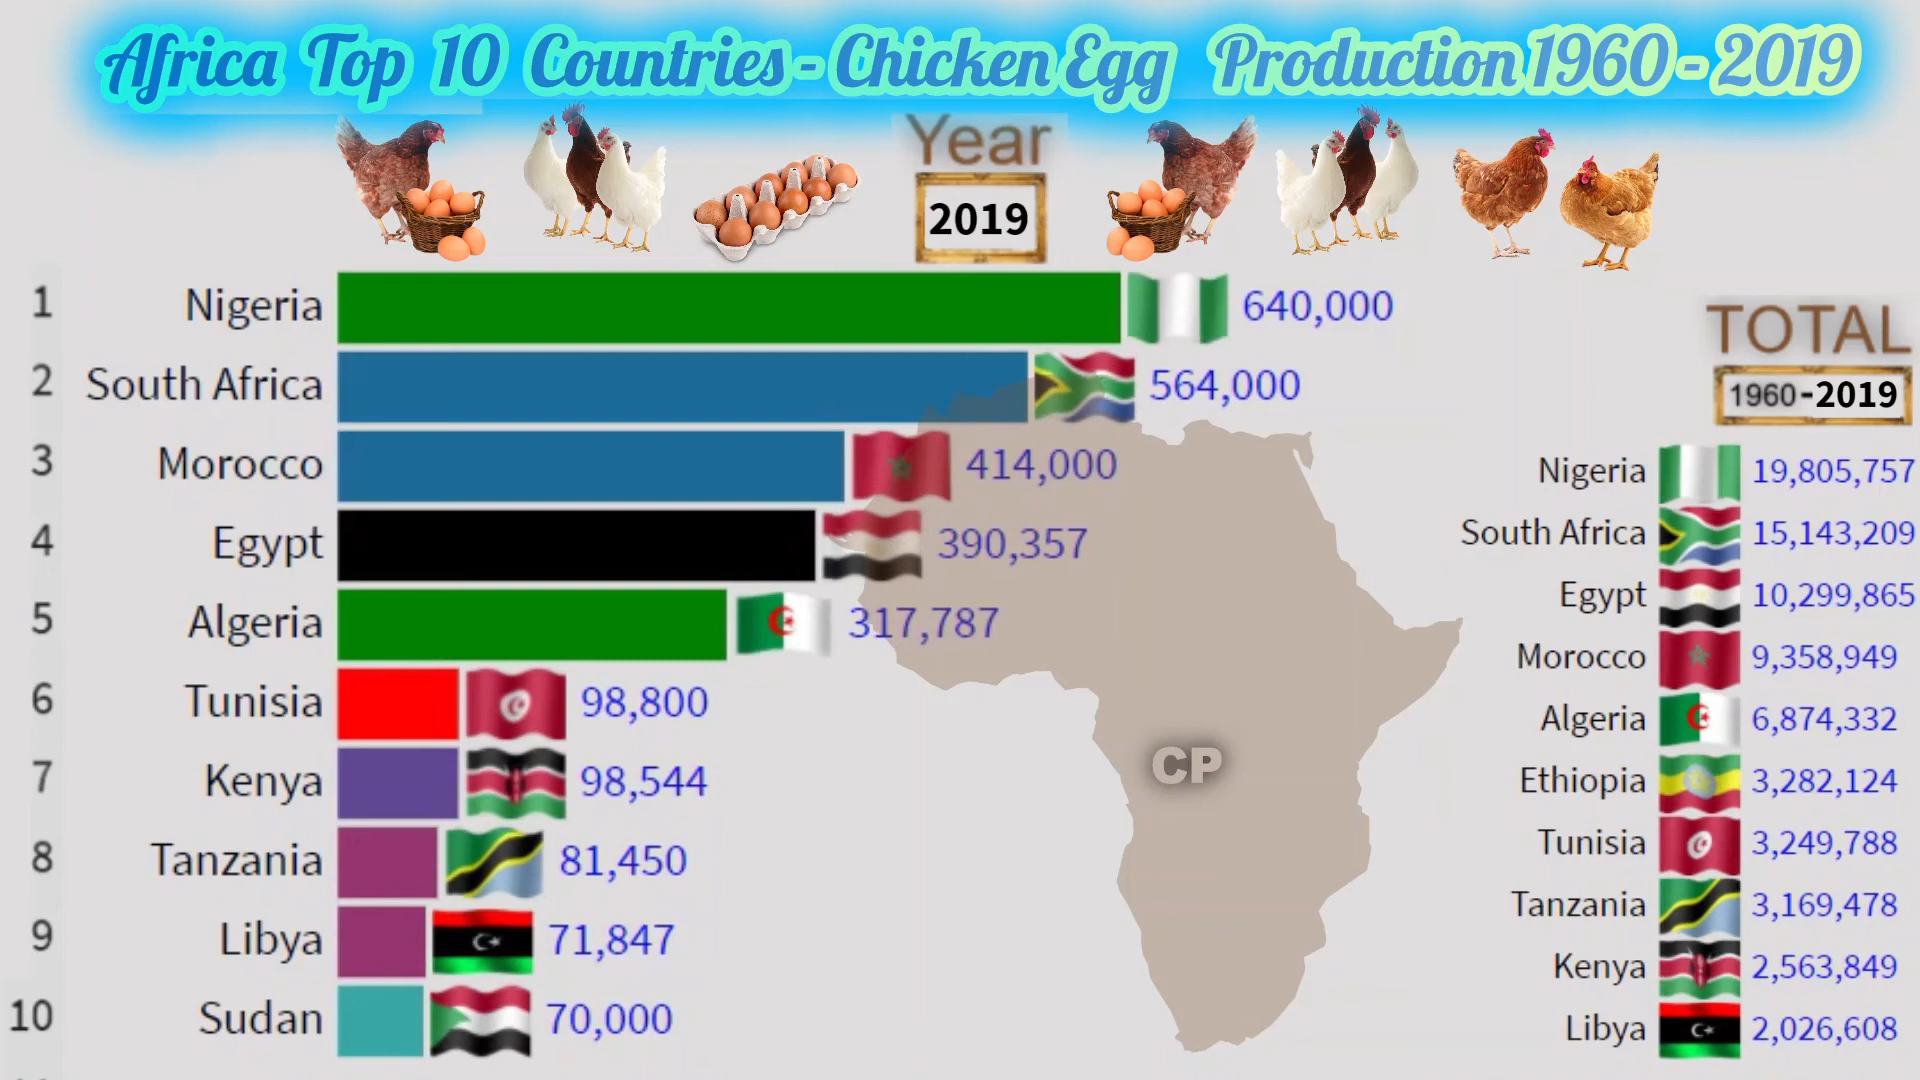 Africa Top 10 Countries - Chicken Egg Production 1960 - 2019
Year
2019
1 Nigeria 640,000
2 South Africa 564,000
3 Morocco 414,000
4 Egypt 390,357
5 Algeria 317,787
6 Tunisia 98,800
7 Kenya 98,544
8 Tanzania 81,450
9 Libya 71,847
10 Sudan 70,000
CP
TOTAL
1960 - 2019
Nigeria 19,805,757
South Africa 15,143,209
Egypt 10,299,865
Morocco 9,358,949
Algeria 6,874,332
Ethiopia 3,282,124
Tunisia 3,249,788
Tanzania 3,169,478
Kenya 2,563,849
Libya 2,026,608